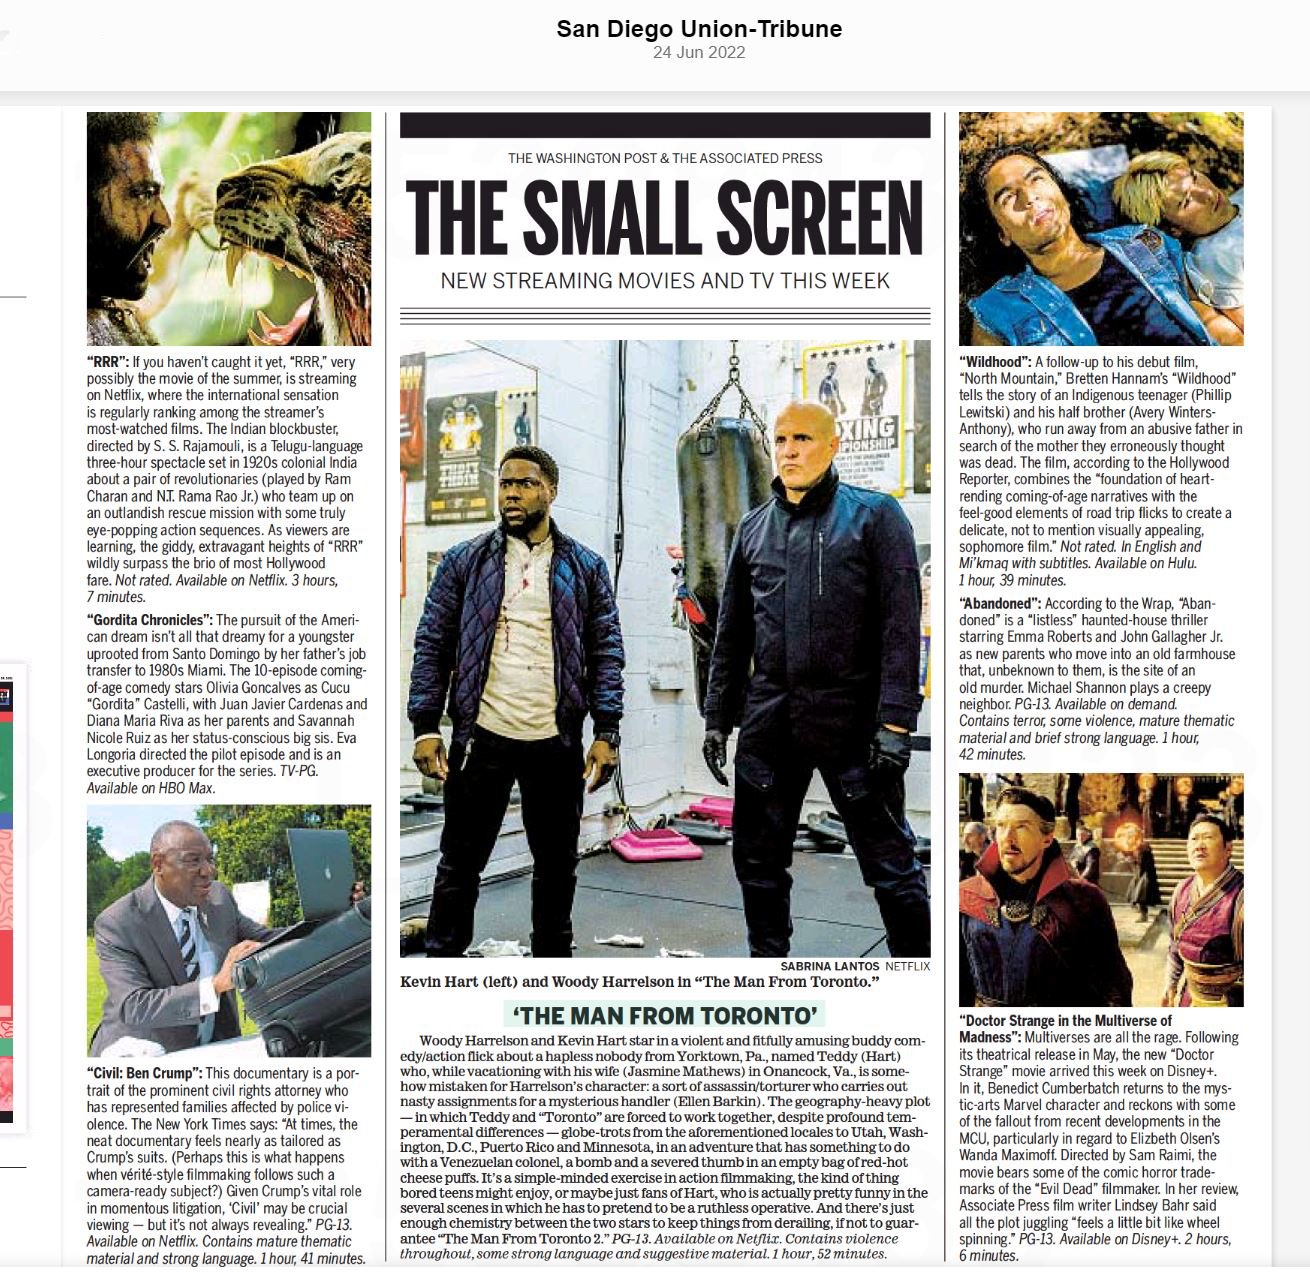 San Diego Union-Tribune
24 Jun 2022
“RRR”: If you haven’t caught it yet, “RRR,” very
possibly the movie of the summer, is streaming
on Netflix, where the international sensation
is regularly ranking among the streamer’s
most-watched films. The Indian blockbuster,
directed by S. S. Rajamouli, is a Telugu-language
three-hour spectacle set in 1920s colonial India
about a pair of revolutionaries (played by Ram
Charan and N.T. Rama Rao Jr.) who team up on
an outlandish rescue mission with some truly
eye-popping action sequences. As viewers are
learning, the giddy, extravagant heights of “RRR”
wildly surpass the brio of most Hollywood
fare. Not rated. Available on Netflix. 3 hours,
7 minutes.
“Gordita Chronicles”: The pursuit of the Ameri-
can dream isn’t all that dreamy for a youngster
uprooted from Santo Domingo by her father’s job
transfer to 1980s Miami. The 10-episode coming-
of-age comedy stars Olivia Goncalves as Cucu
“Gordita” Castelli, with Juan Javier Cardenas and
Diana Maria Riva as her parents and Savannah
Nicole Ruiz as her status-conscious big sis. Eva
Longoria directed the pilot episode and is an
executive producer for the series. TV-PG.
Available on HBO Max.
“Civil: Ben Crump”: This documentary is a por-
trait of the prominent civil rights attorney who
has represented families affected by police vi-
olence. The New York Times says: “At times, the
neat documentary feels nearly as tailored as
Crump’s suits. (Perhaps this is what happens
when vérité-style filmmaking follows such a
camera-ready subject?) Given Crump’s vital role
in momentous litigation, ‘Civil’ may be crucial
viewing — but it’s not always revealing.” PG-13.
Available on Netflix. Contains mature thematic
material and strong language. 1 hour, 41 minutes.
THE WASHINGTON POST & THE ASSOCIATED PRESS
THE SMALL SCREEN
NEW STREAMING MOVIES AND TV THIS WEEK
SABRINA LANTOS NETFLIX
Kevin Hart (left) and Woody Harrelson in “The Man From Toronto.”
‘THE MAN FROM TORONTO’
Woody Harrelson and Kevin Hart star in a violent and fitfully amusing buddy com-
edy/action flick about a hapless nobody from Yorktown, Pa., named Teddy (Hart)
who, while vacationing with his wife (Jasmine Mathews) in Onancock, Va., is some-
how mistaken for Harrelson’s character: a sort of assassin/torturer who carries out
nasty assignments for a mysterious handler (Ellen Barkin). The geography-heavy plot
— in which Teddy and “Toronto” are forced to work together, despite profound tem-
peramental differences — globe-trots from the aforementioned locales to Utah, Wash-
ington, D.C., Puerto Rico and Minnesota, in an adventure that has something to do
with a Venezuelan colonel, a bomb and a severed thumb in an empty bag of red-hot
cheese puffs. It’s a simple-minded exercise in action filmmaking, the kind of thing
bored teens might enjoy, or maybe just fans of Hart, who is actually pretty funny in the
several scenes in which he has to pretend to be a ruthless operative. And there’s just
enough chemistry between the two stars to keep things from derailing, if not to guar-
antee “The Man From Toronto 2.” PG-13. Available on Netflix. Contains violence
throughout, some strong language and suggestive material. 1 hour, 52 minutes.
“Wildhood”: A follow-up to his debut film,
“North Mountain,” Bretten Hannam’s “Wildhood”
tells the story of an Indigenous teenager (Phillip
Lewitski) and his half brother (Avery Winters-
Anthony), who run away from an abusive father in
search of the mother they erroneously thought
was dead. The film, according to the Hollywood
Reporter, combines the “foundation of heart-
rending coming-of-age narratives with the
feel-good elements of road trip flicks to create a
delicate, not to mention visually appealing,
sophomore film.” Not rated. In English and
Mi’kmaq with subtitles. Available on Hulu.
1 hour, 39 minutes.
“Abandoned”: According to the Wrap, “Aban-
doned” is a “listless” haunted-house thriller
starring Emma Roberts and John Gallagher Jr.
as new parents who move into an old farmhouse
that, unbeknown to them, is the site of an
old murder. Michael Shannon plays a creepy
neighbor. PG-13. Available on demand.
Contains terror, some violence, mature thematic
material and brief strong language. 1 hour,
42 minutes.
“Doctor Strange in the Multiverse of
Madness”: Multiverses are all the rage. Following
its theatrical release in May, the new “Doctor
Strange” movie arrived this week on Disney+.
In it, Benedict Cumberbatch returns to the mys-
tic-arts Marvel character and reckons with some
of the fallout from recent developments in the
MCU, particularly in regard to Elizbeth Olsen’s
Wanda Maximoff. Directed by Sam Raimi, the
movie bears some of the comic horror trade-
marks of the “Evil Dead” filmmaker. In her review,
Associate Press film writer Lindsey Bahr said
all the plot juggling “feels a little bit like wheel
spinning.” PG-13. Available on Disney+. 2 hours,
6 minutes.